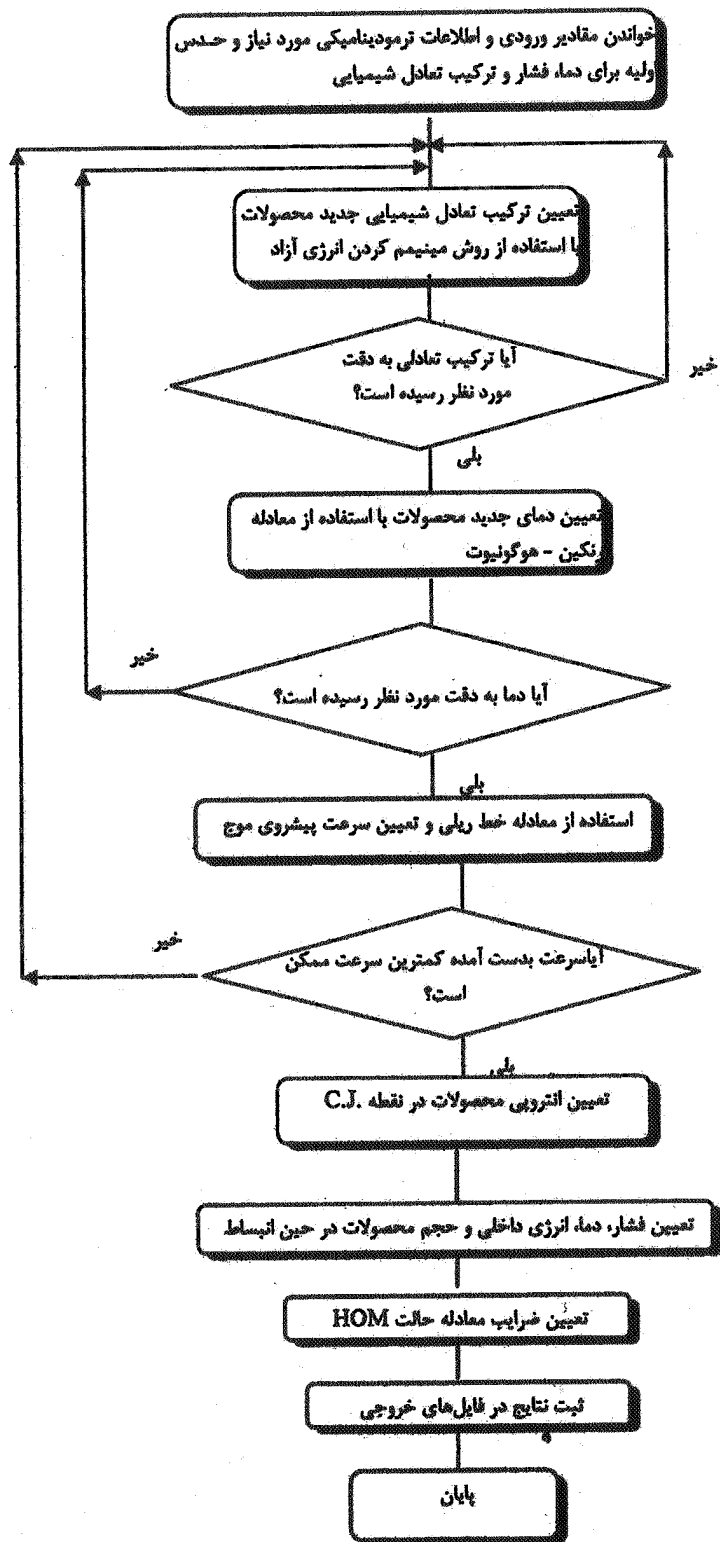 خواندن مقادیر ورودی و اطلاعات ترمودینامیکی مورد نیاز و حدس
اولیه برای دما، فشار و ترکیب تعادل شیمیایی
تعیین ترکیب تعادل شیمیایی جدید محصولات
با استفاده از روش مینیمم کردن انرژی آزاد
آیا ترکیب تعادلی به دقت
مورد نظر رسیده است؟
خیر
بلی
تعیین دمای جدید محصولات با استفاده از معادله
رنکین - هوگونیوت
خیر
آیا دما به دقت مورد نظر رسیده است؟
بلی
استفاده از معادله خط ریلی و تعیین سرعت پیشروی موج
خیر
آیاسرعت بدست آمده کمترین سرعت ممکن
است؟
بلی
تعیین انتروپی محصولات در نقطه C.J.
تعیین فشار، دما، انرژی داخلی و حجم محصولات در حین انبساط
تعیین ضرایب معادله حالت HOM
ثبت نتایج در فایل‌های خروجی
پایان